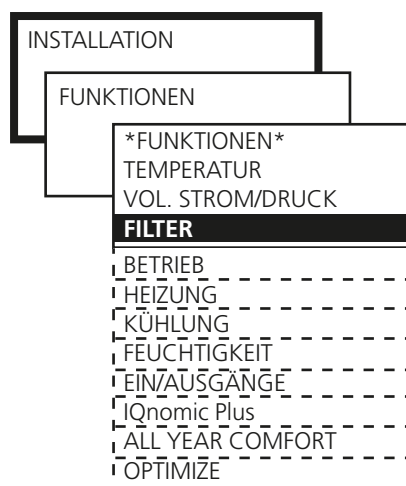 INSTALLATION
FUNKTIONEN
*FUNKTIONEN*
TEMPERATUR
VOL. STROM/DRUCK
FILTER
BETRIEB
HEIZUNG
KÜHLUNG
FEUCHTIGKEIT
EIN/AUSGÄNGE
IQnomic Plus
ALL YEAR COMFORT
OPTIMIZE